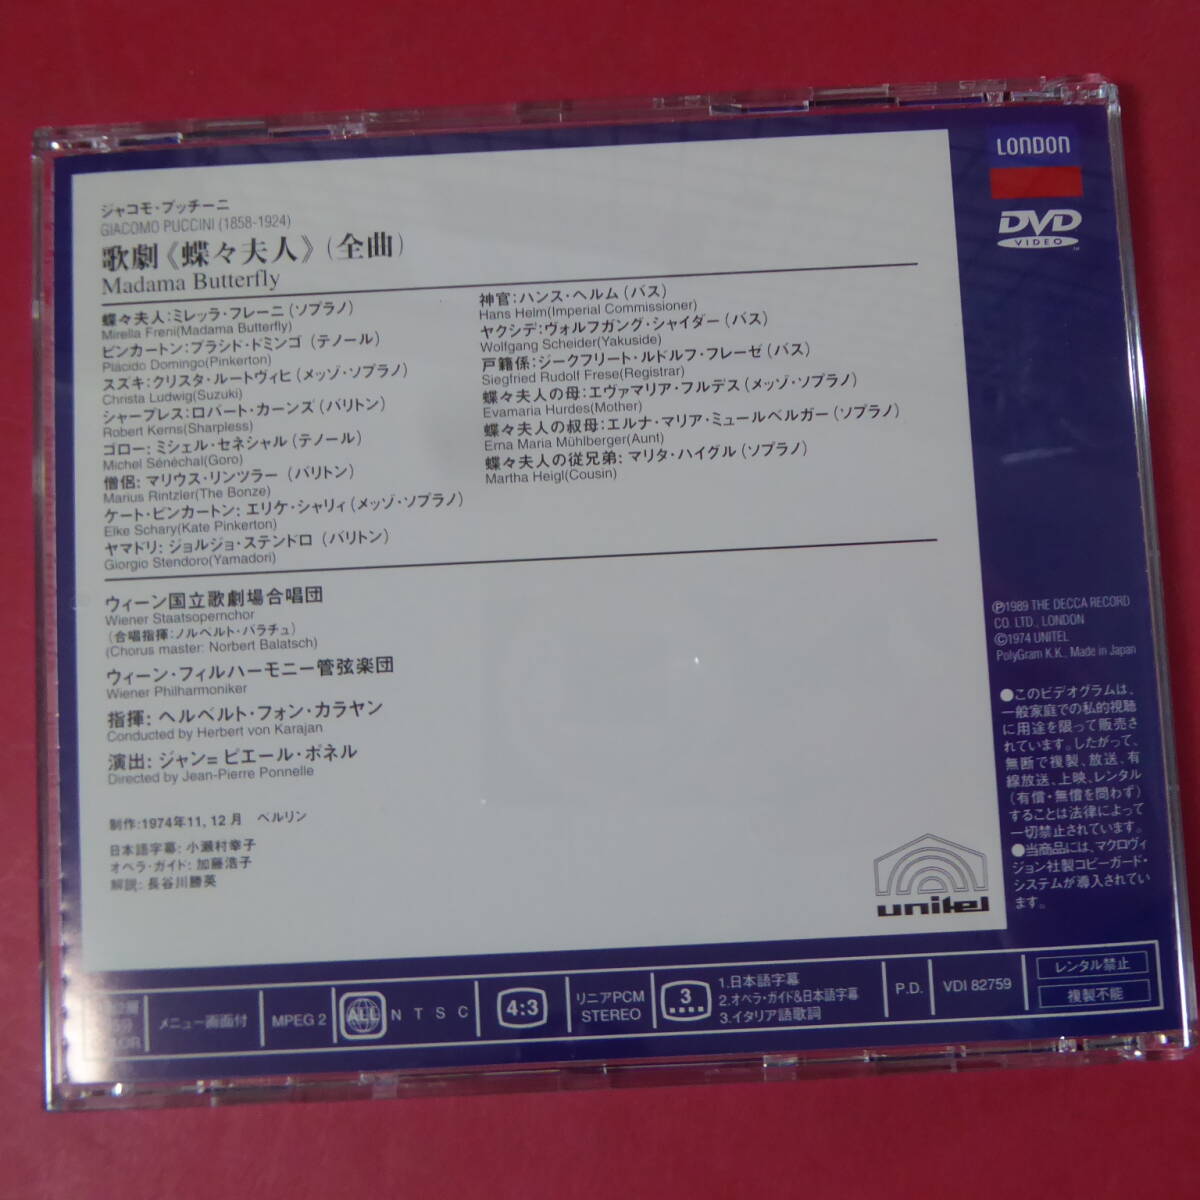 ジャコモ・プッチーニ
GIACOMO PUCCINI (1858-1924)
歌劇《蝶々夫人》(全曲)
Madama Butterfly
蝶々夫人:ミレッラ・フレーニ(ソプラノ)
Mirella Freni(Madama Butterfly)
ピンカートン:プラシド・ドミンゴ (テノール)
Plácido Domingo(Pinkerton)
スズキ:クリスタ・ルートヴィヒ(メッゾ・ソプラノ)
Christa Ludwig(Suzuki)
シャープレス:ロバート・カーンズ(バリトン)
Robert Kerns(Sharpless)
ゴロー: ミシェル・セネシャル(テノール)
Michel Sénéchal(Goro)
僧侶: マリウス・リンツラー (バリトン)
Marius Rintzler(The Bonze)
ケート・ピンカートン: エリケ・シャリィ(メッゾ・ソプラノ)
Elke Schary(Kate Pinkerton)
ヤマドリ: ジョルジョ・ステンドロ (バリトン)
Giorgio Stendoro(Yamadori)
神官:ハンス・ヘルム(バス)
Hans Helm(Imperial Commissioner)
ヤクシデ:ヴォルフガング・シャイダー(バス)
Wolfgang Scheider(Yakuside)
戸籍係:ジークフリート・ルドルフ・フレーゼ(バス)
Siegfried Rudolf Frese(Registrar)
蝶々夫人の母:エヴァマリア・フルデス(メッゾ・ソプラノ)
Evamaria Hurdes(Mother)
蝶々夫人の叔母:エルナ・マリア・ミュールベルガー(ソプラノ)
Erna Maria Mühlberger(Aunt)
蝶々夫人の従兄弟: マリタ・ハイグル(ソプラノ)
Martha Heigl(Cousin)
ウィーン国立歌劇場合唱団
Wiener Staatsopernchor
(合唱指揮:ノルベルト・バラチュ)
(Chorus master: Norbert Balatsch)
ウィーン・フィルハーモニー管弦楽団
Wiener Philharmoniker
指揮: ヘルベルト・フォン・カラヤン
Conducted by Herbert von Karajan
演出: ジャン=ピエール・ポネル
Directed by Jean-Pierre Ponnelle
制作:1974年11, 12月 ベルリン
日本語字幕: 小瀬村幸子
オペラ・ガイド: 加藤浩子
解説: 長谷川勝英
unitel
LONDON
DVD
VIDEO
Ⓟ1989 THE DECCA RECORD
CO. LTD., LONDON
©1974 UNITEL
PolyGram K.K., Made in Japan
●このビデオグラムは、
一般家庭での私的視聴
に用途を限って販売さ
れています。したがって、
無断で複製、放送、有
線放送、上映、レンタル
(有償・無償を問わず)
することは法律によって
一切禁止されています。
●当商品には、マクロヴィ
ジョン社製コピーガード・
システムが導入されてい
ます。
メニュー画面付
MPEG 2
ALL
NTSC
4:3
リニアPCM
STEREO
3
1.日本語字幕
2.オペラ・ガイド&日本語字幕
3.イタリア語歌詞
P.D.
VDI 82759
レンタル禁止
複製不能